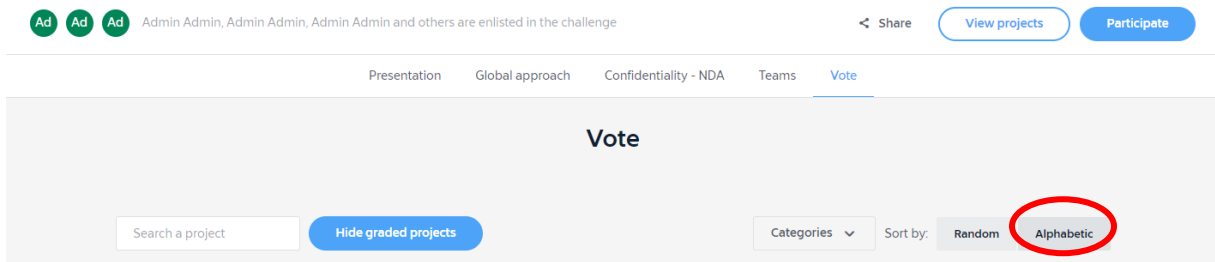 Ad Ad Ad Admin Admin, Admin Admin, Admin Admin and others are enlisted in the challenge Share View projects Participate
Presentation Global approach Confidentiality - NDA Teams Vote
Vote
Search a project Hide graded projects Categories Sort by: Random Alphabetic